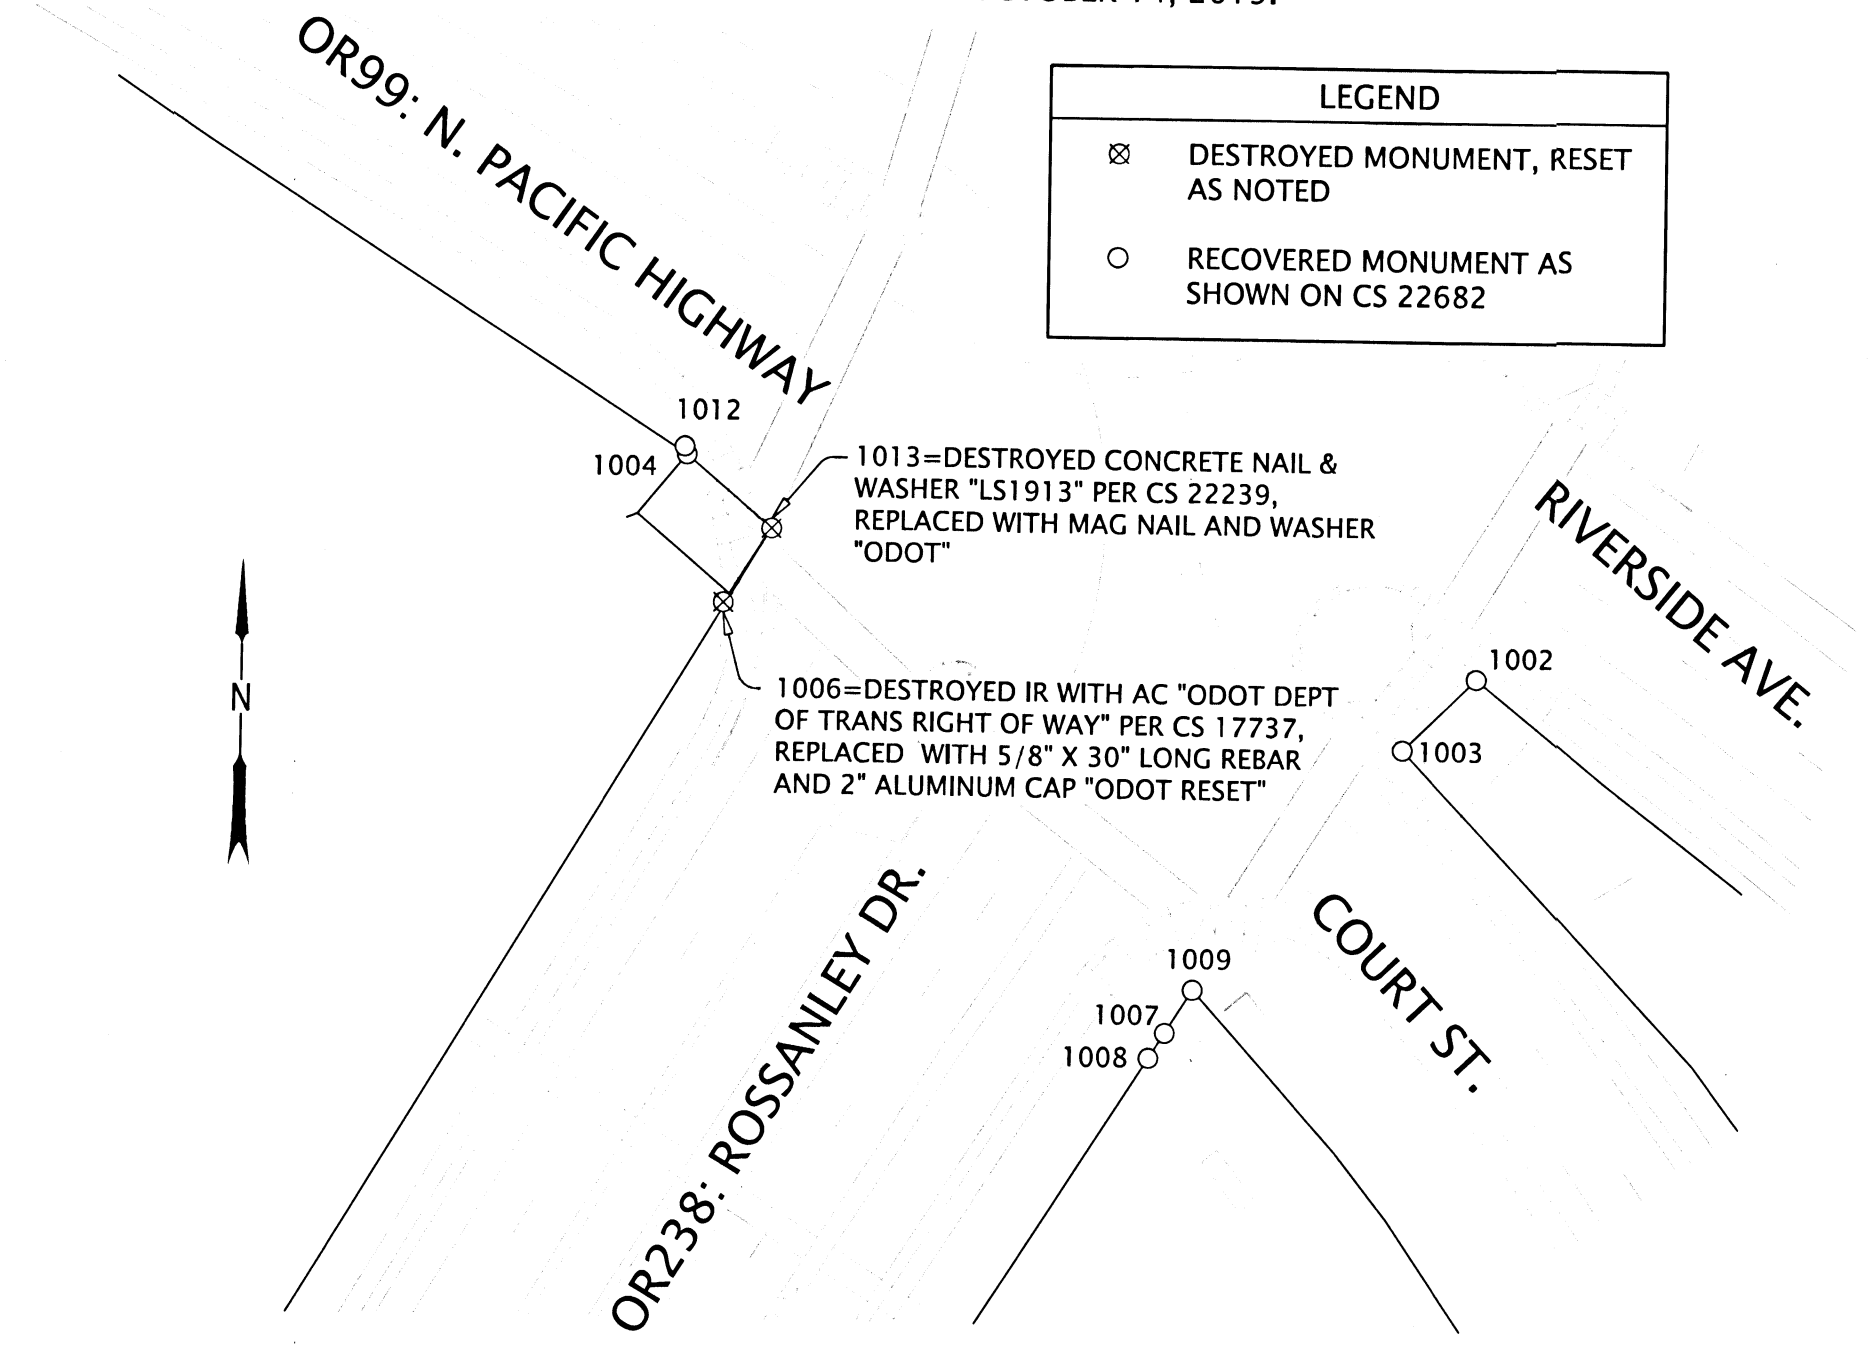 OR99: N. PACIFIC HIGHWAY
LEGEND
DESTROYED MONUMENT, RESET
AS NOTED
RECOVERED MONUMENT AS
SHOWN ON CS 22682
1012
1004
1013=DESTROYED CONCRETE NAIL &
WASHER "LS1913" PER CS 22239,
REPLACED WITH MAG NAIL AND WASHER
"ODOT"
RIVERSIDE AVE.
N
1006=DESTROYED IR WITH AC "ODOT DEPT
OF TRANS RIGHT OF WAY" PER CS 17737,
REPLACED WITH 5/8" X 30" LONG REBAR
AND 2" ALUMINUM CAP "ODOT RESET"
1002
1003
OR238: ROSSANLEY DR.
COURT ST.
1009
1007
1008